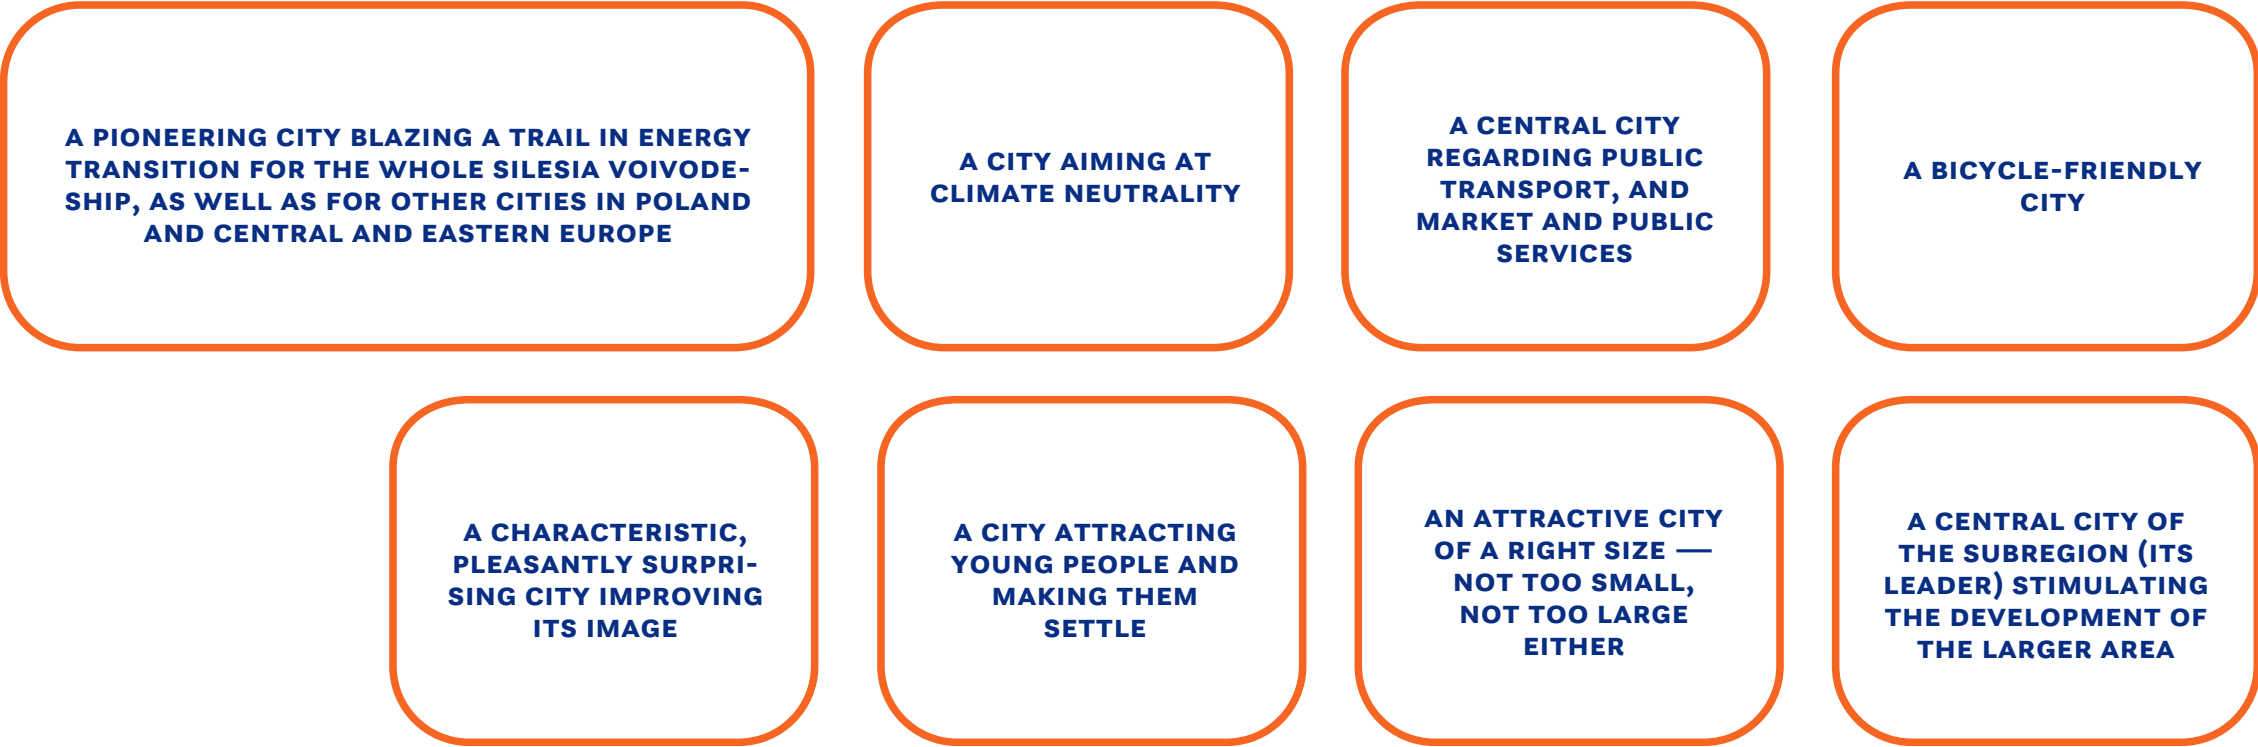 A PIONEERING CITY BLAZING A TRAIL IN ENERGY
TRANSITION FOR THE WHOLE SILESIA VOIVODE-
SHIP, AS WELL AS FOR OTHER CITIES IN POLAND
AND CENTRAL AND EASTERN EUROPE
A CITY AIMING AT
CLIMATE NEUTRALITY
A CENTRAL CITY
REGARDING PUBLIC
TRANSPORT, AND
MARKET AND PUBLIC
SERVICES
A BICYCLE-FRIENDLY
CITY
A CHARACTERISTIC,
PLEASANTLY SURPRI-
SING CITY IMPROVING
ITS IMAGE
A CITY ATTRACTING
YOUNG PEOPLE AND
MAKING THEM
SETTLE
AN ATTRACTIVE CITY
OF A RIGHT SIZE —
NOT TOO SMALL,
NOT TOO LARGE
EITHER
A CENTRAL CITY OF
THE SUBREGION (ITS
LEADER) STIMULATING
THE DEVELOPMENT OF
THE LARGER AREA